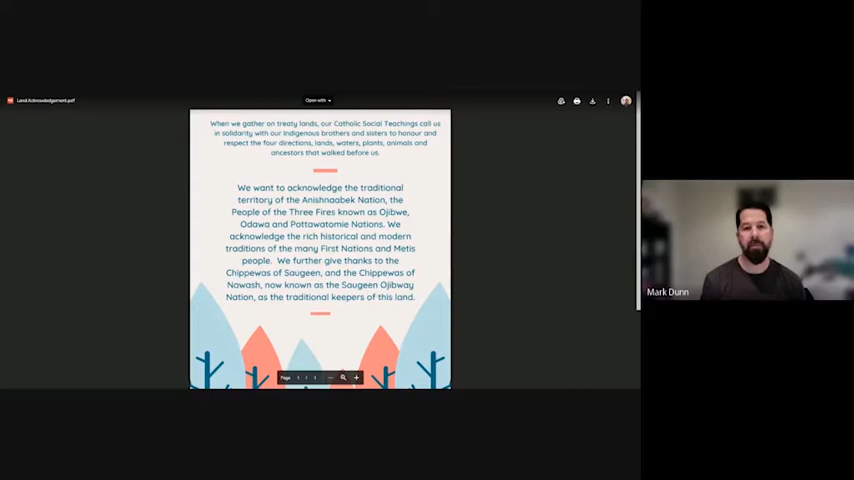 Land.Acknowledgement.pdf
Open with
When we gather on treaty lands, our Catholic Social Teachings call us
in solidarity with our Indigenous brothers and sisters to honour and
respect the four directions, lands, waters, plants, animals and
ancestors that walked before us.
We want to acknowledge the traditional
territory of the Anishnaabek Nation, the
People of the Three Fires known as Ojibwe,
Odawa and Pottawatomie Nations. We
acknowledge the rich historical and modern
traditions of the many First Nations and Metis
people. We further give thanks to the
Chippewas of Saugeen, and the Chippewas of
Nawash, now known as the Saugeen Ojibway
Nation, as the traditional keepers of this land.
Mark Dunn
Page 1 / 1